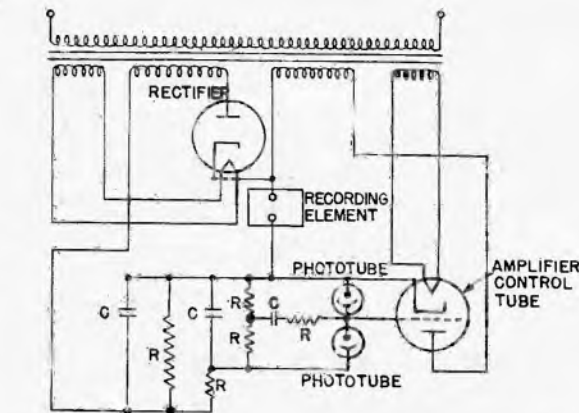 RECTIFIER
RECORDING
ELEMENT
PHOTOTUBE
AMPLIFIER
CONTROL
TUBE
C
R
C
R
R
C
R
R
PHOTOTUBE